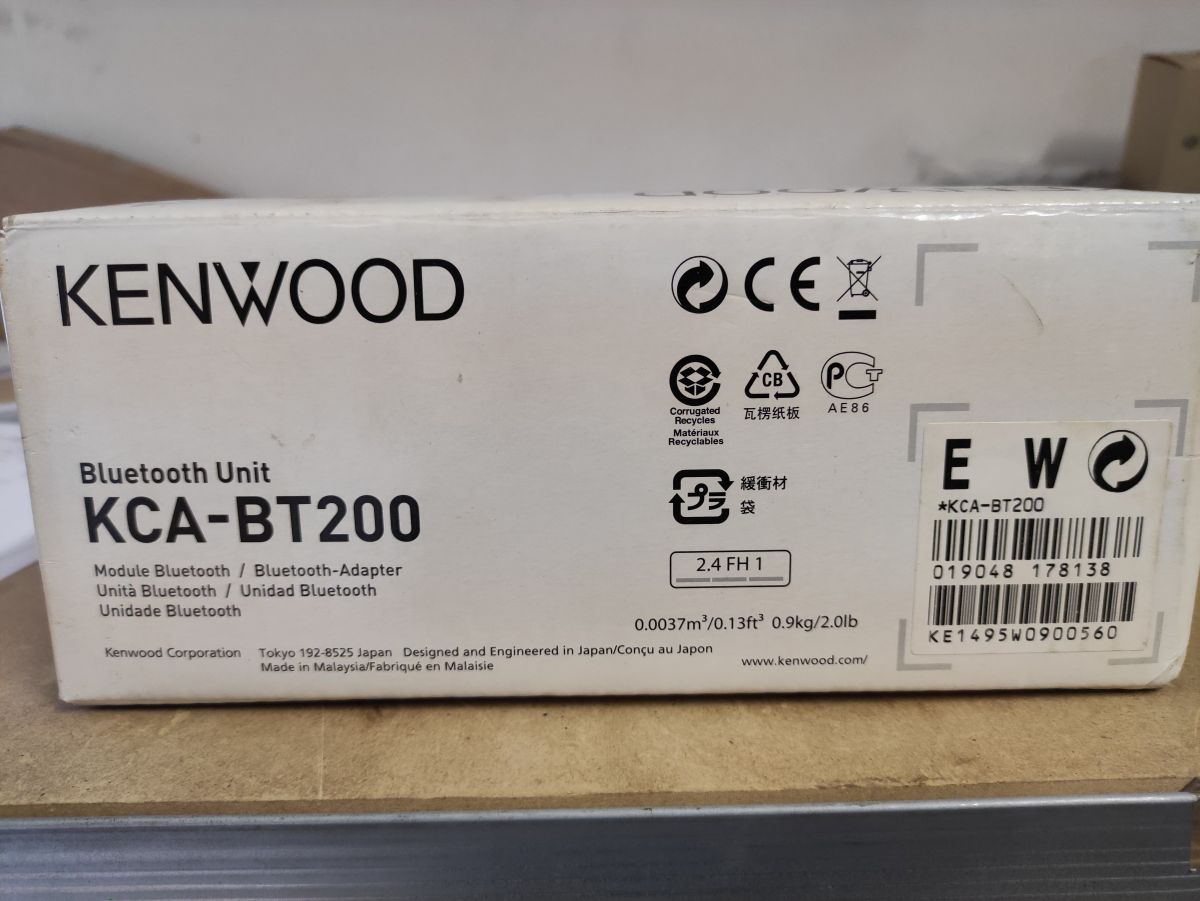 KENWOOD
CE
Corrugated
Recycles
Matériaux
Recyclables
CB
瓦楞纸板
PCT
AE86
Bluetooth Unit
KCA-BT200
Module Bluetooth / Bluetooth-Adapter
Unità Bluetooth / Unidad Bluetooth
Unidade Bluetooth
プラ
緩衝材
袋
2.4 FH 1
0.0037m³/0.13ft³ 0.9kg/2.0lb
Kenwood Corporation Tokyo 192-8525 Japan Designed and Engineered in Japan/Conçu au Japon
Made in Malaysia/Fabriqué en Malaisie
www.kenwood.com/
E W
*KCA-BT200
019048 178138
KE1495W0900560